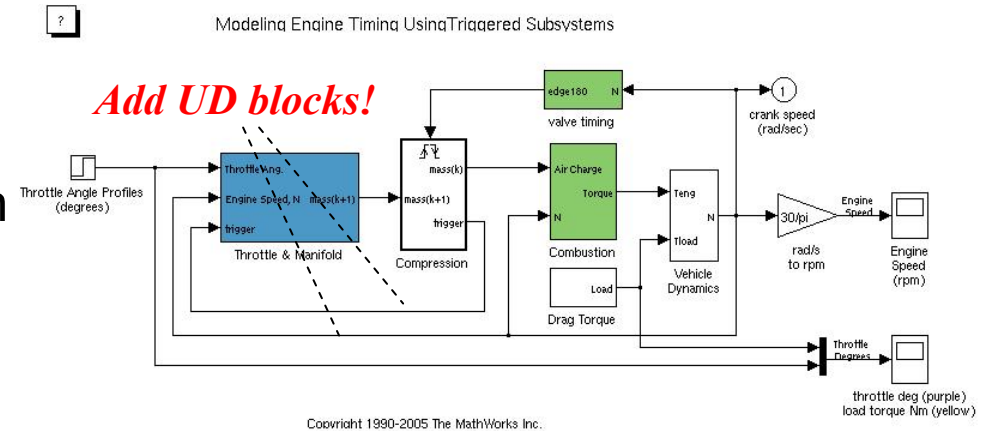 ?
Modeling Engine Timing UsingTriggered Subsystems
Add UD blocks!
edge180 N
valve timing
1
crank speed
(rad/sec)
n
Throttle Angle Profiles
(degrees)
Throttle Ang.
Engine Speed, N mass(k+1)
trigger
Throttle & Manifold
mass(k)
mass(k+1)
trigger
Compression
Air Charge
Torque
N
Combustion
Load
Drag Torque
Teng
N
Tload
Vehicle
Dynamics
30/pi
rad/s
to rpm
Engine
Speed
Engine
Speed
(rpm)
Throttle
Degrees
throttle deg (purple)
load torque Nm (yellow)
Copyright 1990-2005 The MathWorks Inc.